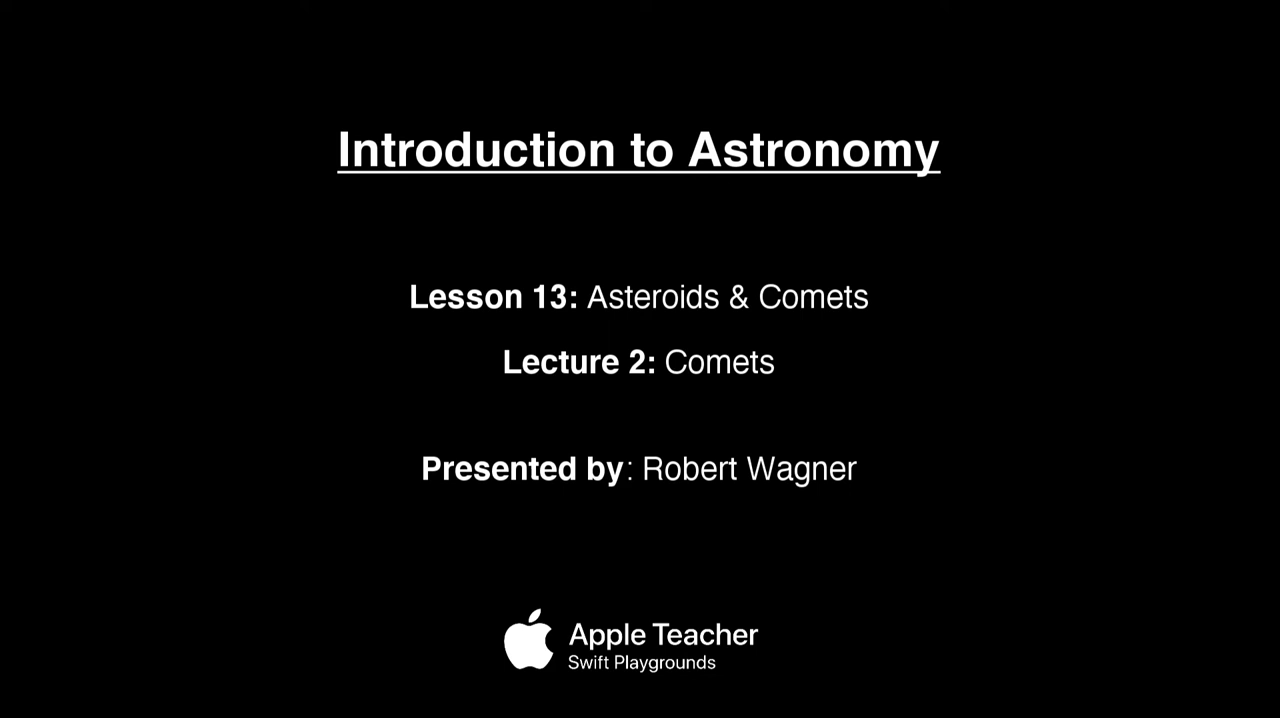 Introduction to Astronomy
Lesson 13: Asteroids & Comets
Lecture 2: Comets
Presented by: Robert Wagner
Apple Teacher
Swift Playgrounds